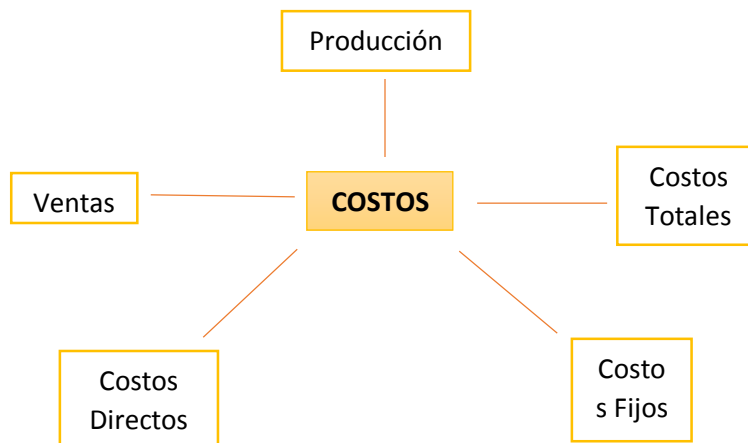 Producción
Ventas
COSTOS
Costos
Totales
Costos
Directos
Costo
s Fijos